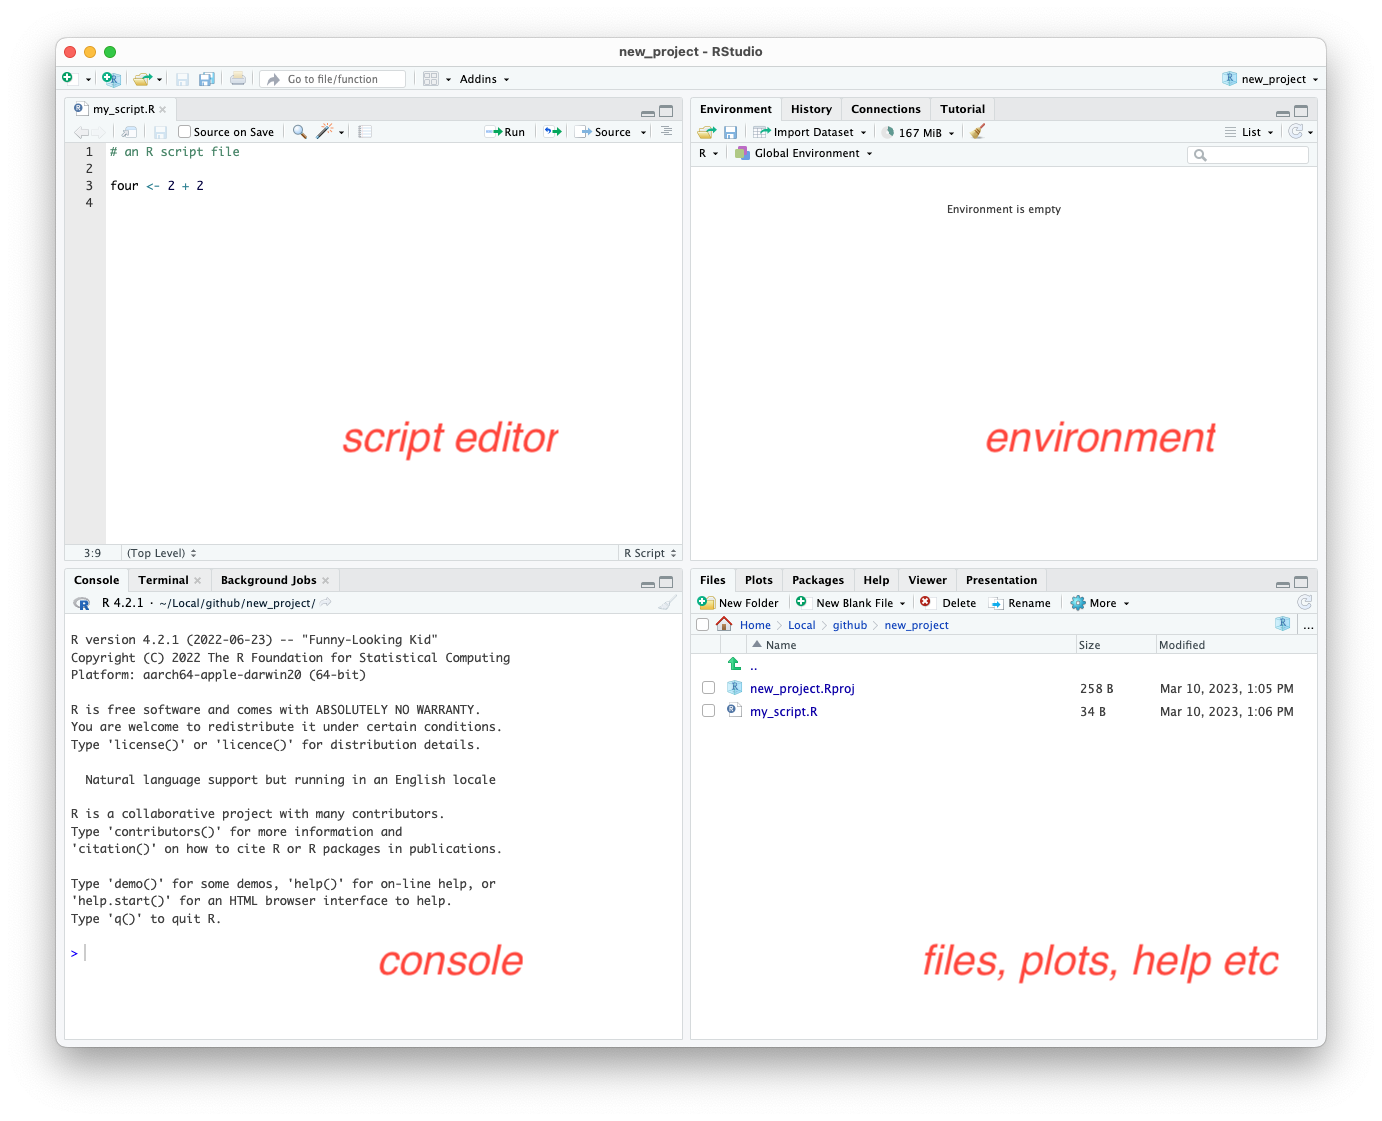 new_project - RStudio
Go to file/function
Addins
new_project
my_script.R
Source on Save
Run
Source
1 # an R script file
2
3 four <- 2 + 2
4
script editor
3:9 (Top Level) R Script
Environment History Connections Tutorial
Import Dataset 167 MiB List
R Global Environment
Environment is empty
environment
Console Terminal Background Jobs
R 4.2.1 · ~/Local/github/new_project/
R version 4.2.1 (2022-06-23) -- "Funny-Looking Kid"
Copyright (C) 2022 The R Foundation for Statistical Computing
Platform: aarch64-apple-darwin20 (64-bit)
R is free software and comes with ABSOLUTELY NO WARRANTY.
You are welcome to redistribute it under certain conditions.
Type 'license()' or 'licence()' for distribution details.
Natural language support but running in an English locale
R is a collaborative project with many contributors.
Type 'contributors()' for more information and
'citation()' on how to cite R or R packages in publications.
Type 'demo()' for some demos, 'help()' for on-line help, or
'help.start()' for an HTML browser interface to help.
Type 'q()' to quit R.
>
console
Files Plots Packages Help Viewer Presentation
New Folder New Blank File Delete Rename More
Home Local github new_project ...
Name Size Modified
..
new_project.Rproj 258 B Mar 10, 2023, 1:05 PM
my_script.R 34 B Mar 10, 2023, 1:06 PM
files, plots, help etc